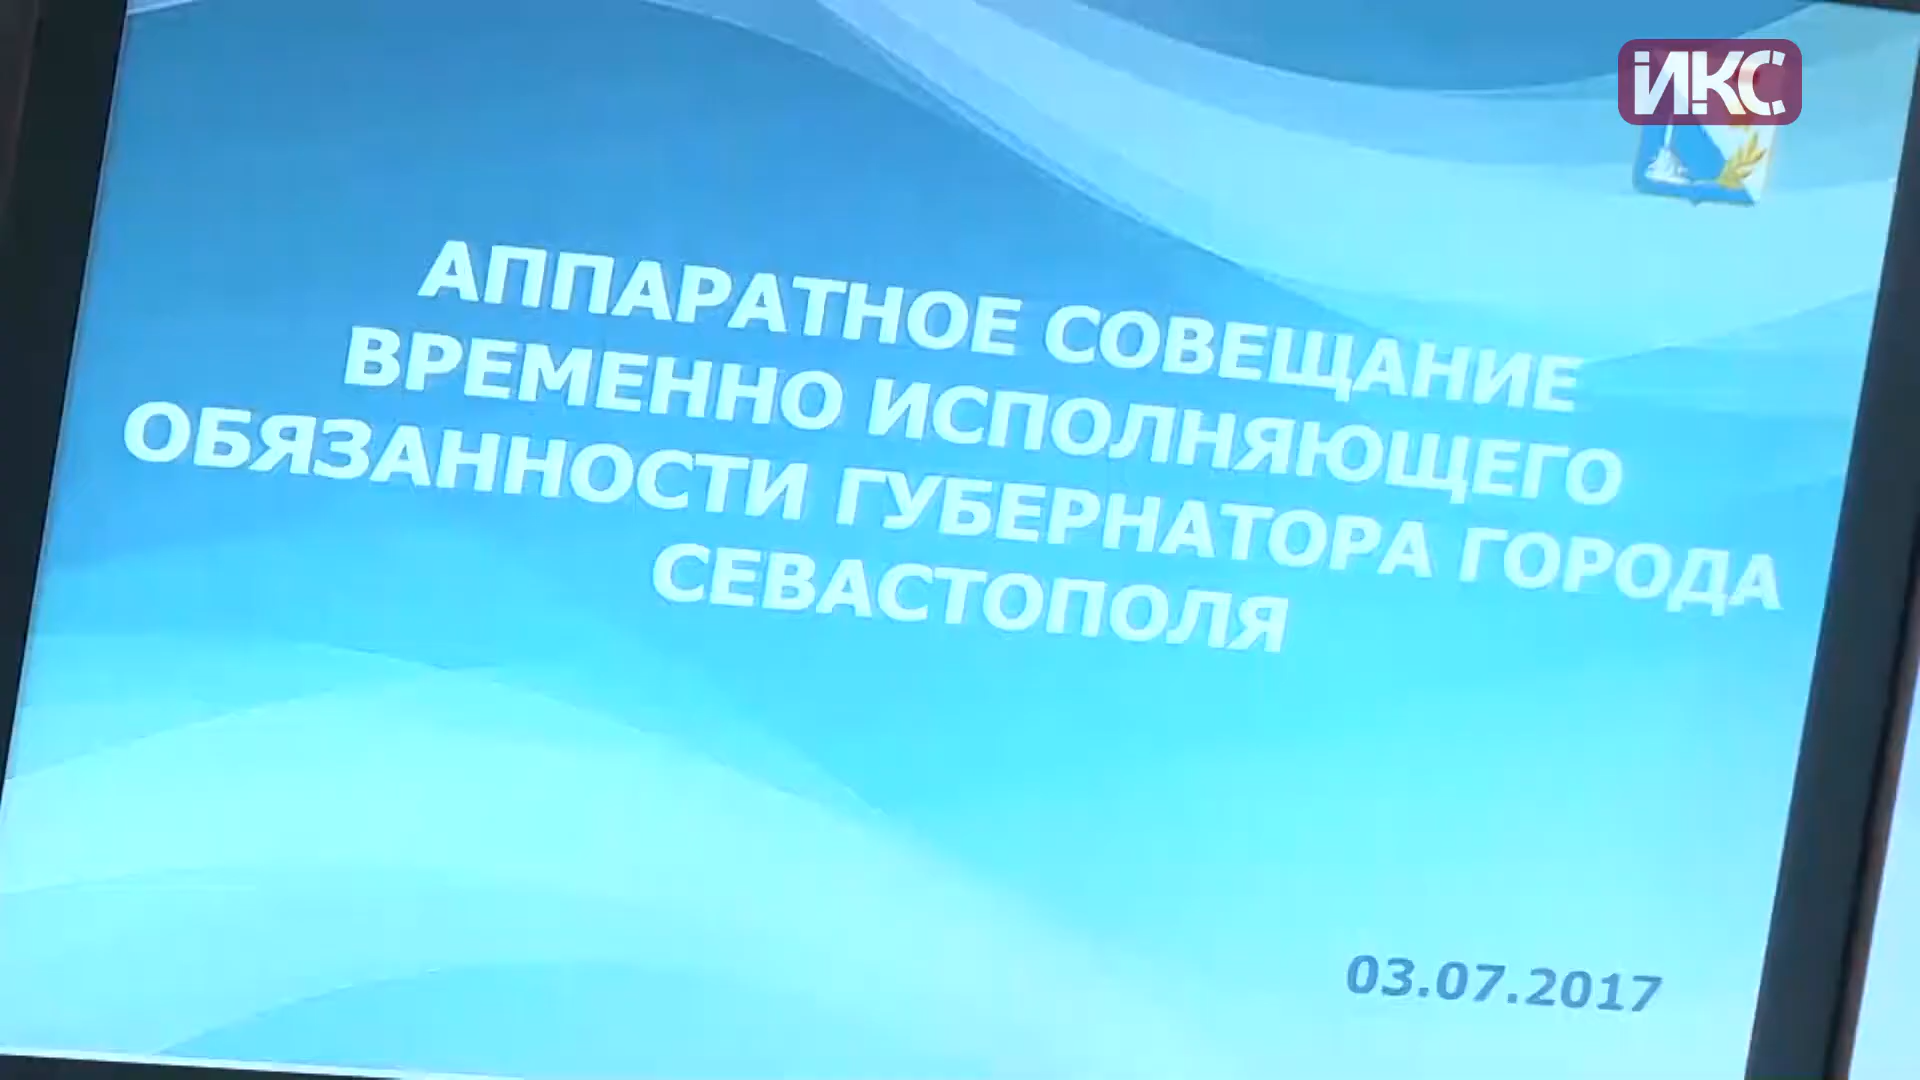 ИКС
АППАРАТНОЕ СОВЕЩАНИЕ
ВРЕМЕННО ИСПОЛНЯЮЩЕГО
ОБЯЗАННОСТИ ГУБЕРНАТОРА ГОРОДА
СЕВАСТОПОЛЯ
03.07.2017